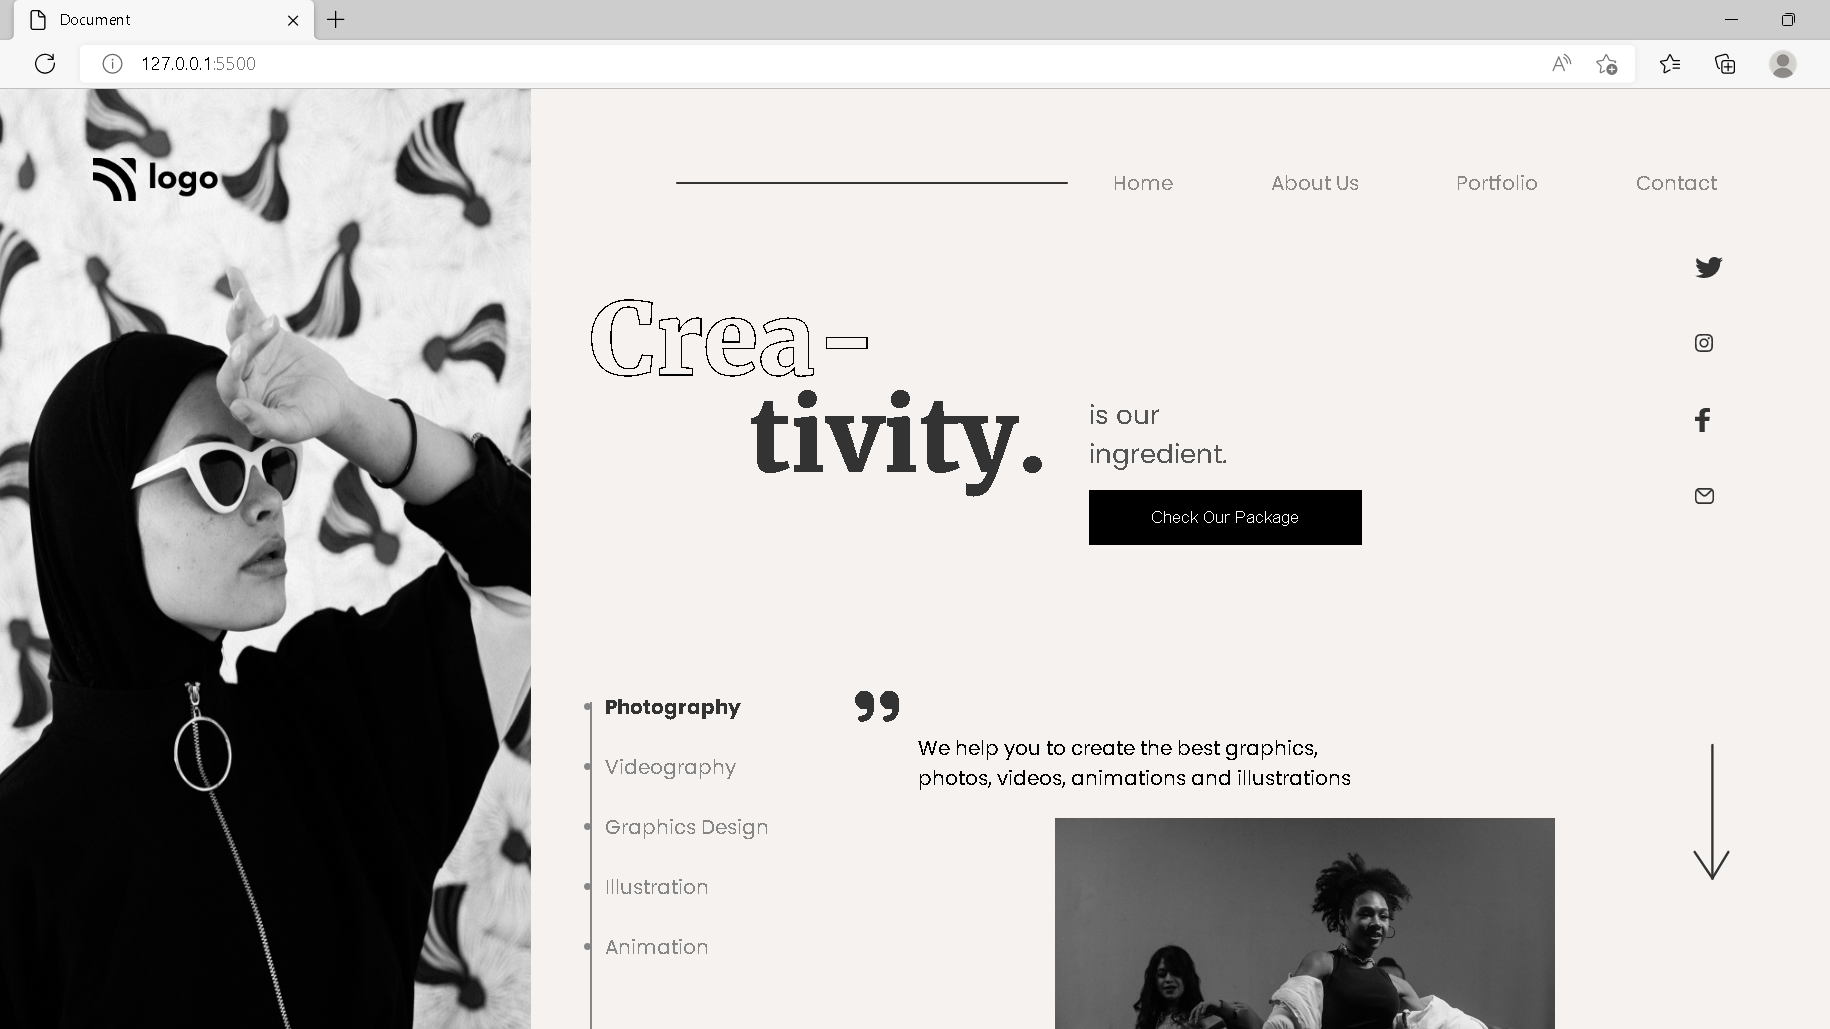 Document
127.0.0.1:5500
logo
Home
About Us
Portfolio
Contact
Crea-
tivity.
is our
ingredient.
Check Our Package
Photography
Videography
Graphics Design
Illustration
Animation
”
We help you to create the best graphics,
photos, videos, animations and illustrations